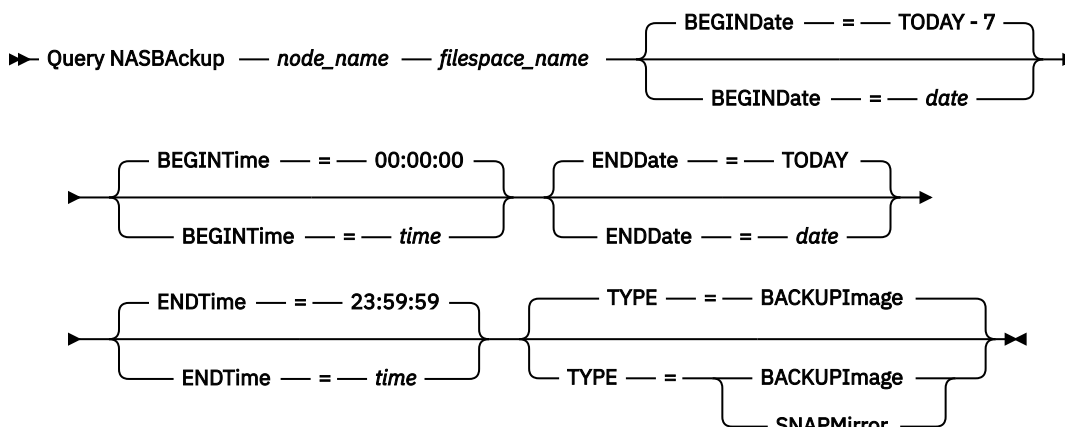 BEGINDate = TODAY - 7
Query NASBAckup node_name filespace_name
BEGINDate = date
BEGINTime = 00:00:00 ENDDate = TODAY
BEGINTime = time ENDDate = date
ENDTime = 23:59:59 TYPE = BACKUPImage
ENDTime = time TYPE = BACKUPImage
SNAPMirror